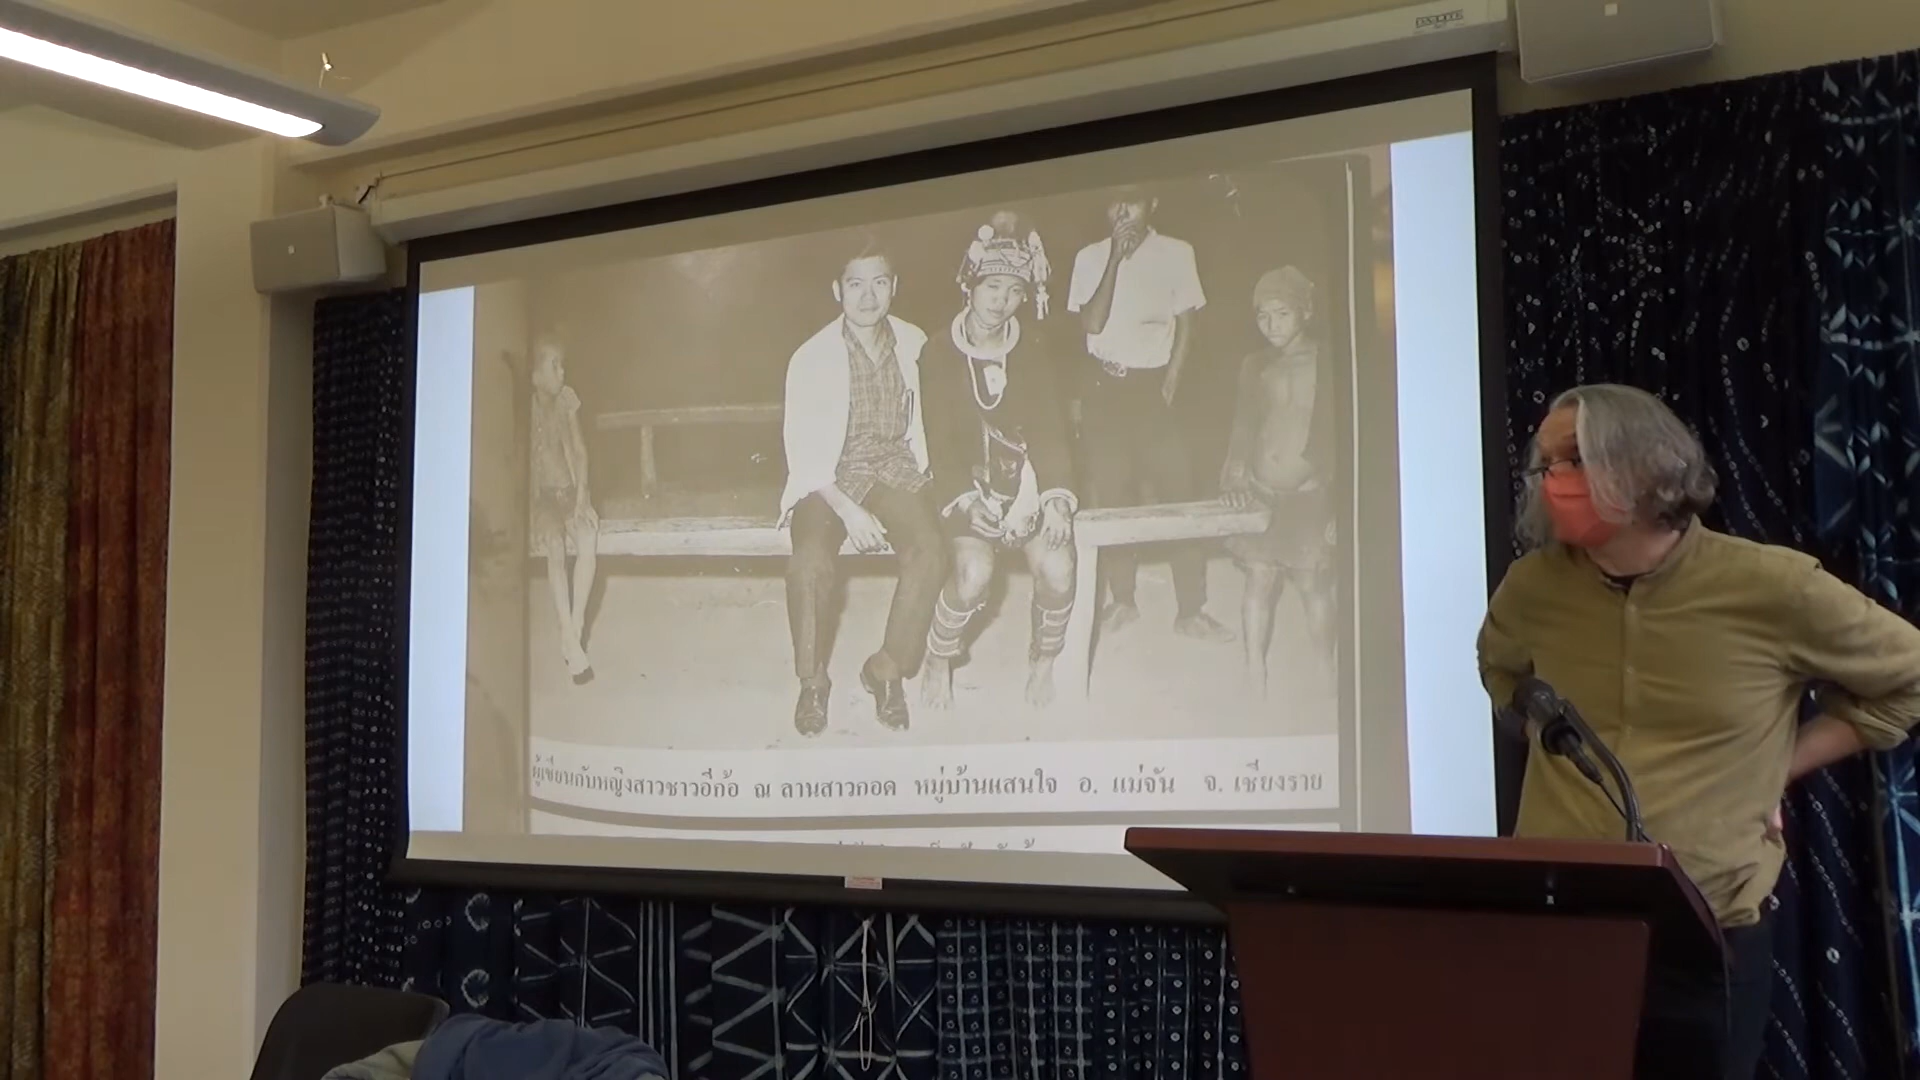 DA-LITE
ผู้เขียนกับหญิงสาวชาวอีก้อ ณ ลานสาวกอด หมู่บ้านแสนใจ อ. แม่จัน จ. เชียงราย